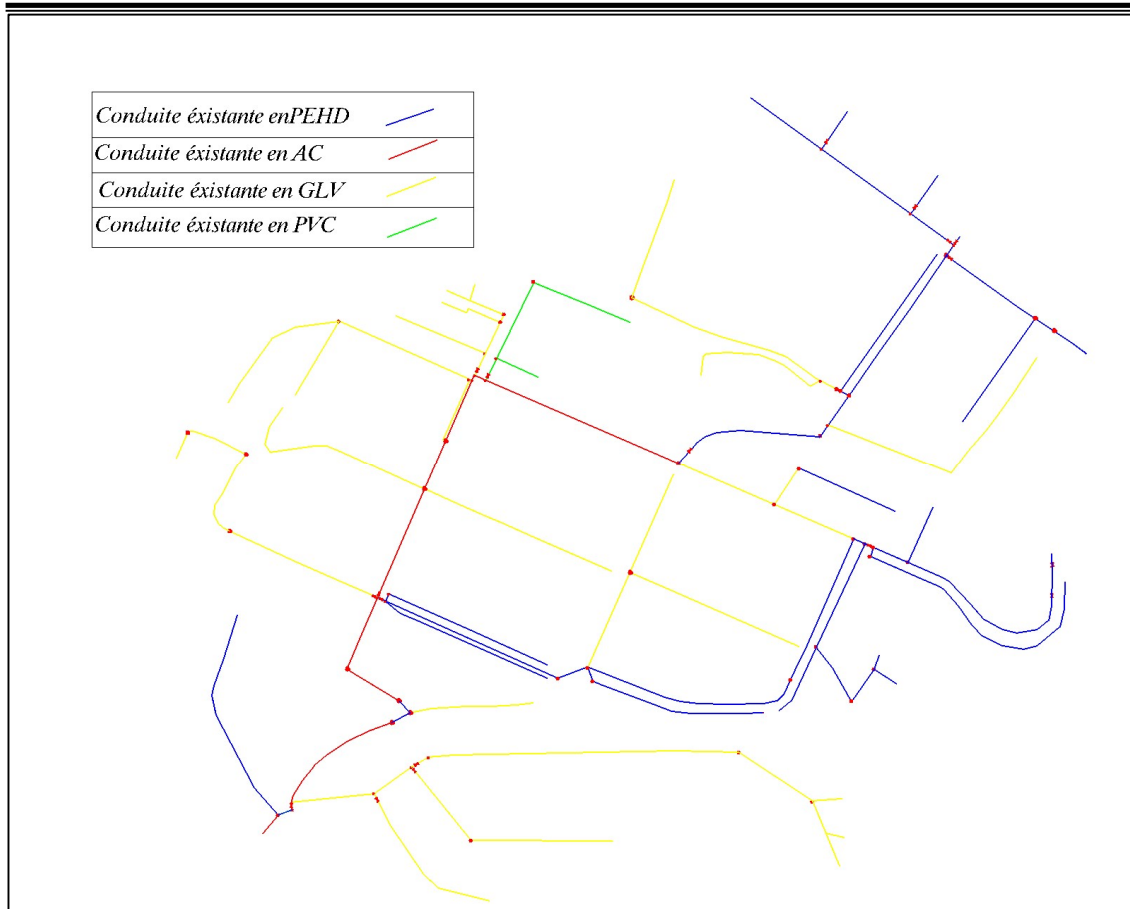 Conduite éxistante enPEHD
Conduite éxistante en AC
Conduite éxistante en GLV
Conduite éxistante en PVC